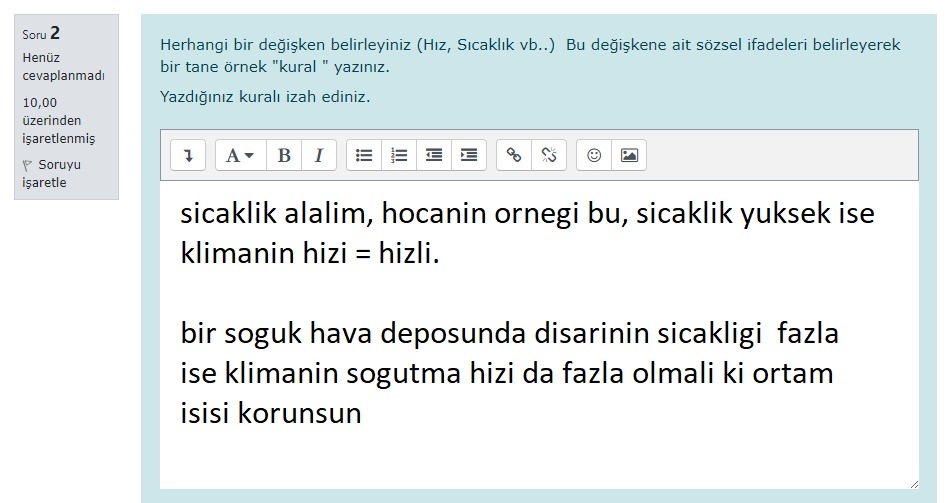 Soru 2
Henüz
cevaplanmadı
10,00
üzerinden
işaretlenmiş
Soruyu
işaretle
Herhangi bir değişken belirleyiniz (Hız, Sıcaklık vb..)  Bu değişkene ait sözsel ifadeleri belirleyerek
bir tane örnek "kural " yazınız.
Yazdığınız kuralı izah ediniz.
A B I
sicaklik alalim, hocanin ornegi bu, sicaklik yuksek ise
klimanin hizi = hizli.
bir soguk hava deposunda disarinin sicakligi  fazla
ise klimanin sogutma hizi da fazla olmali ki ortam
isisi korunsun